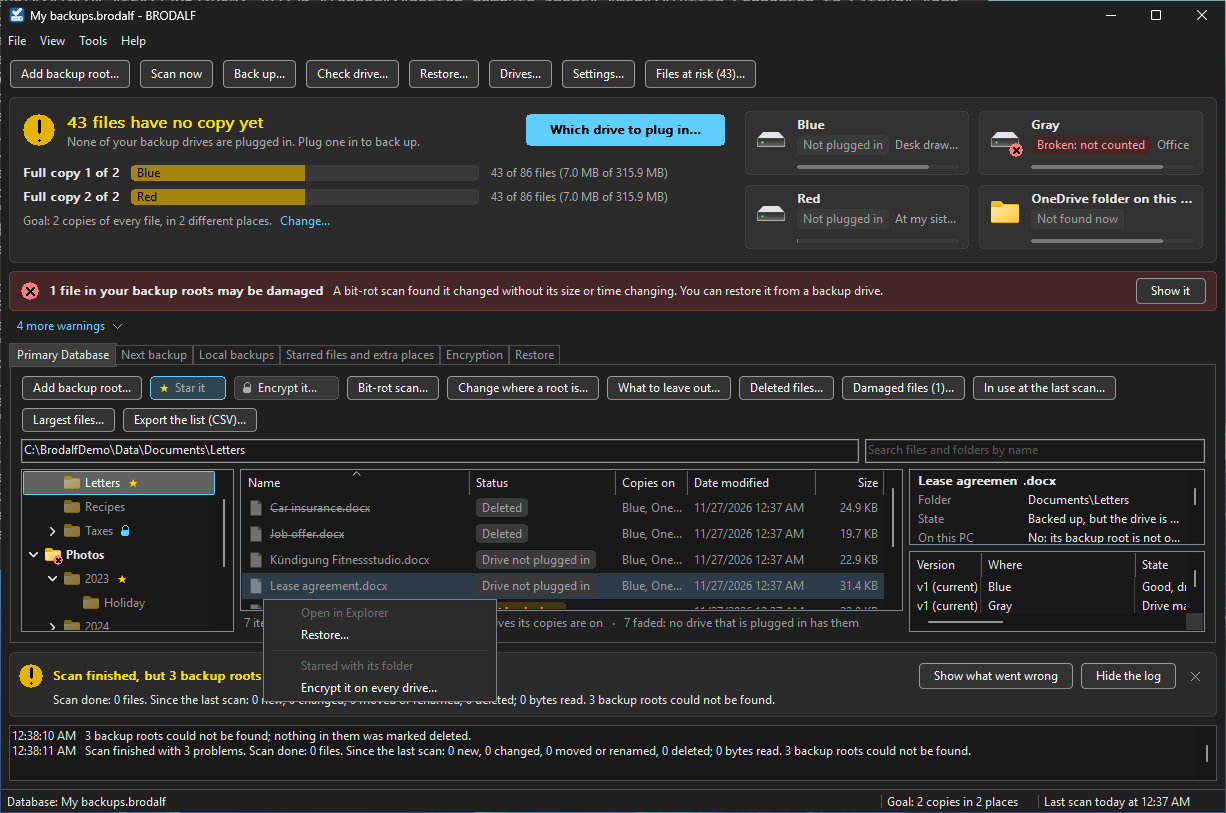 My backups.brodalf - BRODALF
File View Tools Help
Add backup root... Scan now Back up... Check drive... Restore... Drives... Settings... Files at risk (43)...
43 files have no copy yet
None of your backup drives are plugged in. Plug one in to back up.
Which drive to plug in...
Full copy 1 of 2 Blue 43 of 86 files (7.0 MB of 315.9 MB)
Full copy 2 of 2 Red 43 of 86 files (7.0 MB of 315.9 MB)
Goal: 2 copies of every file, in 2 different places. Change...
Blue
Not plugged in Desk draw...
Gray
Broken: not counted Office
Red
Not plugged in At my sist...
OneDrive folder on this ...
Not found now
1 file in your backup roots may be damaged A bit-rot scan found it changed without its size or time changing. You can restore it from a backup drive. Show it
4 more warnings
Primary Database Next backup Local backups Starred files and extra places Encryption Restore
Add backup root... Star it Encrypt it... Bit-rot scan... Change where a root is... What to leave out... Deleted files... Damaged files (1)... In use at the last scan...
Largest files... Export the list (CSV)...
C:\BrodalfDemo\Data\Documents\Letters Search files and folders by name
Letters
Recipes
Taxes
Photos
2023
Holiday
2024
Name Status Copies on Date modified Size
Car insurance.docx Deleted Blue, One... 11/27/2026 12:37 AM 24.9 KB
Job offer.docx Deleted Blue, One... 11/27/2026 12:37 AM 19.7 KB
Kündigung Fitnessstudio.docx Drive not plugged in Blue, One... 11/27/2026 12:37 AM 22.9 KB
Lease agreement.docx Drive not plugged in Blue, One... 11/27/2026 12:37 AM 31.4 KB
Open in Explorer
Restore...
Starred with its folder
Encrypt it on every drive...
7 ves its copies are on · 7 faded: no drive that is plugged in has them
Lease agreemen .docx
Folder Documents\Letters
State Backed up, but the drive is ...
On this PC No: its backup root is not o...
Version Where State
v1 (current) Blue Good, d
v1 (current) Gray Drive ma
Scan finished, but 3 backup roots
Scan done: 0 files. Since the last scan: 0 new, 0 changed, 0 moved or renamed, 0 deleted; 0 bytes read. 3 backup roots could not be found.
Show what went wrong Hide the log
12:38:10 AM 3 backup roots could not be found; nothing in them was marked deleted.
12:38:11 AM Scan finished with 3 problems. Scan done: 0 files. Since the last scan: 0 new, 0 changed, 0 moved or renamed, 0 deleted; 0 bytes read. 3 backup roots could not be found.
Database: My backups.brodalf Goal: 2 copies in 2 places Last scan today at 12:37 AM